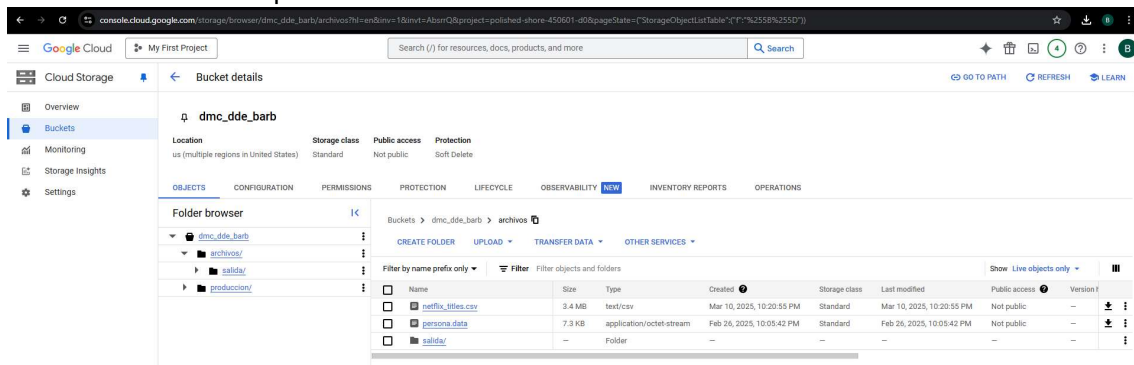 console.cloud.google.com/storage/browser/dmc_dde_barb/archivos?hl=en&inv=1&invt=AbsrrQ&project=polished-shore-450601-d0&pageState=("StorageObjectListTable":("f":"%255B%255D"))
B
Google Cloud
My First Project
Search (/) for resources, docs, products, and more
Search
4
B
Cloud Storage
Bucket details
GO TO PATH
REFRESH
LEARN
Overview
Buckets
Monitoring
Storage Insights
Settings
dmc_dde_barb
Location Storage class Public access Protection
us (multiple regions in United States) Standard Not public Soft Delete
OBJECTS CONFIGURATION PERMISSIONS PROTECTION LIFECYCLE OBSERVABILITY NEW INVENTORY REPORTS OPERATIONS
Folder browser
dmc_dde_barb
archivos/
salida/
produccion/
Buckets > dmc_dde_barb > archivos
CREATE FOLDER UPLOAD TRANSFER DATA OTHER SERVICES
Filter by name prefix only Filter Filter objects and folders Show Live objects only
Name Size Type Created Storage class Last modified Public access Version
netflix_titles.csv 3.4 MB text/csv Mar 10, 2025, 10:20:55 PM Standard Mar 10, 2025, 10:20:55 PM Not public —
persona.data 7.3 KB application/octet-stream Feb 26, 2025, 10:05:42 PM Standard Feb 26, 2025, 10:05:42 PM Not public —
salida/ — Folder — — — — —